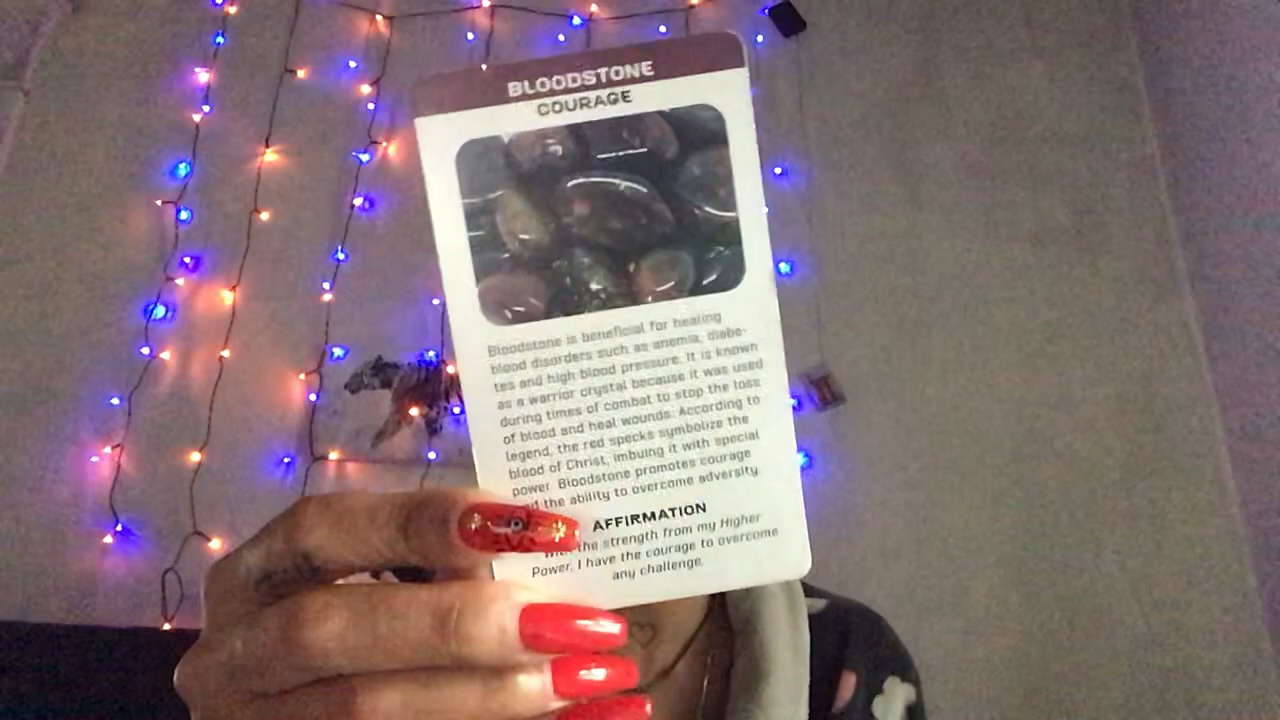 BLOODSTONE
COURAGE
Bloodstone is beneficial for healing
blood disorders such as anemia, diabe-
tes and high blood pressure. It is known
as a warrior crystal because it was used
during times of combat to stop the loss
of blood and heal wounds. According to
legend, the red specks symbolize the
blood of Christ, imbuing it with special
power. Bloodstone promotes courage
the ability to overcome adversity.
AFFIRMATION
the strength from my Higher
Power, I have the courage to overcome
any challenge.